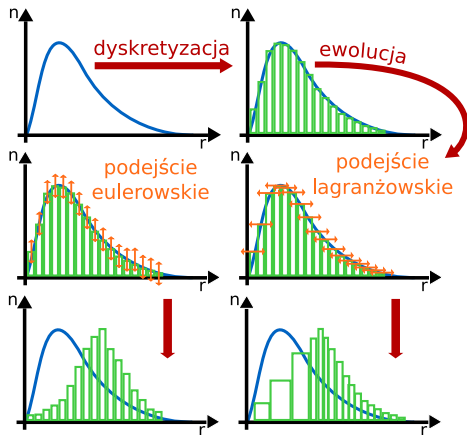 n
dyskretyzacja
r
n
ewolucja
r
n
podejście
eulerowskie
r
n
podejście
lagranżowskie
r
n
r
n
r